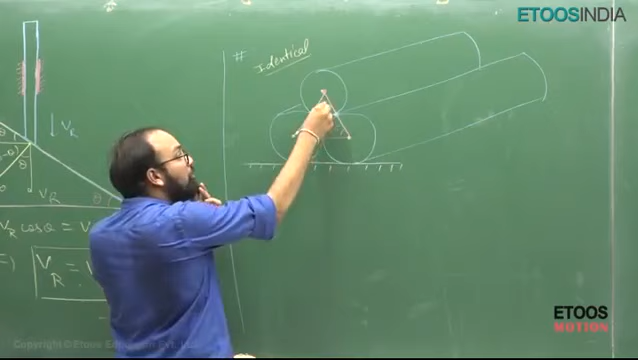 ETOOSINDIA
# Identical
V_R
θ
θ
V_R
θ
V_R cosθ = V
V_R = V
ETOOS
MOTION
Copyright © Etoos Education Pvt. Ltd.